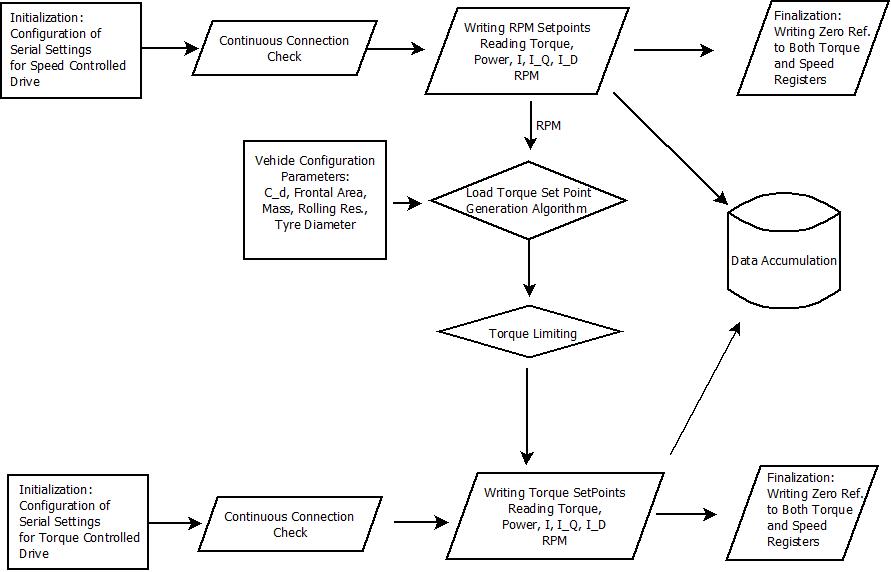 Initialization:
Configuration of
Serial Settings
for Speed Controlled
Drive
Continuous Connection
Check
Writing RPM Setpoints
Reading Torque,
Power, I, I_Q, I_D
RPM
Finalization:
Writing Zero Ref.
to Both Torque
and Speed
Registers
RPM
Vehide Configuration
Parameters:
C_d, Frontal Area,
Mass, Rolling Res.,
Tyre Diameter
Load Torque Set Point
Generation Algorithm
Data Accumulation
Torque Limiting
Initialization:
Configuration of
Serial Settings
for Torque Controlled
Drive
Continuous Connection
Check
Writing Torque SetPoints
Reading Torque,
Power, I, I_Q, I_D
RPM
Finalization:
Writing Zero Ref.
to Both Torque
and Speed
Registers